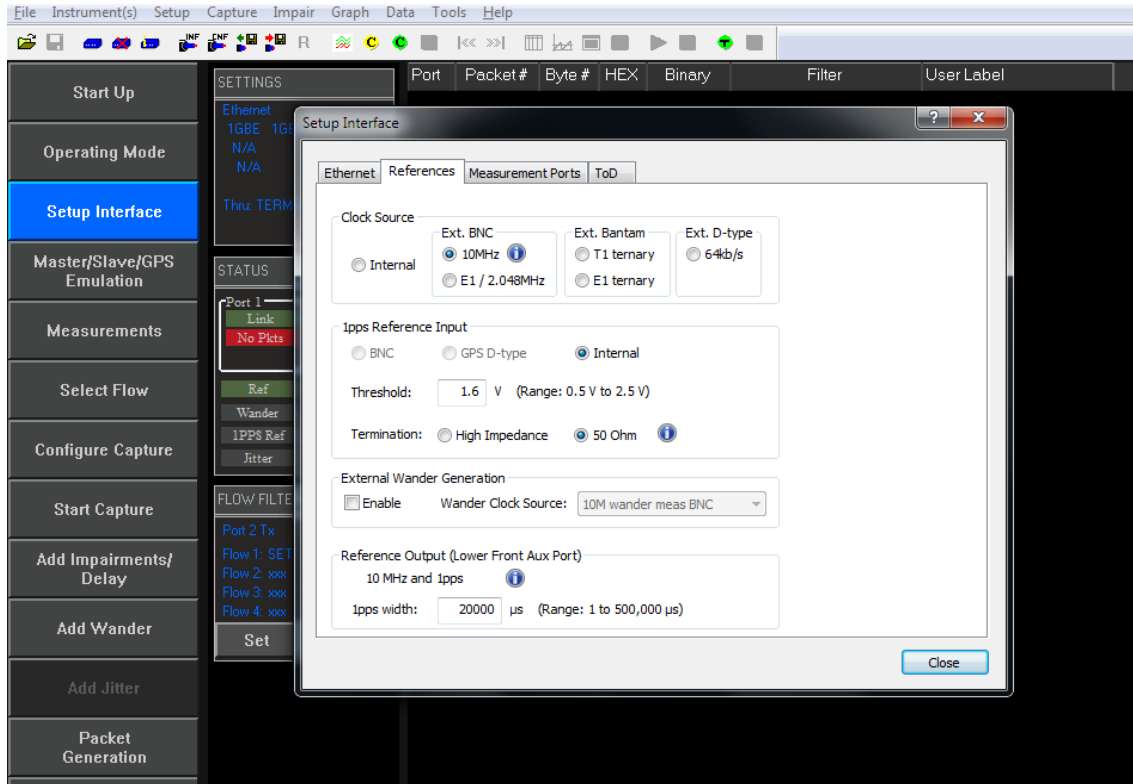 File Instrument(s) Setup Capture Impair Graph Data Tools Help
INF INF R C C T
Start Up
Operating Mode
Setup Interface
Master/Slave/GPS
Emulation
Measurements
Select Flow
Configure Capture
Start Capture
Add Impairments/
Delay
Add Wander
Add Jitter
Packet
Generation
SETTINGS
Ethernet
1GBE
N/A
N/A
Thru: TERM
STATUS
Port 1
Link
No Pkts
Ref
Wander
1PPS Ref
Jitter
FLOW FILTE
Port 2 Tx
Flow 1: SET
Flow 2: xxx
Flow 3: xxx
Flow 4: xxx
Set
Port Packet # Byte # HEX Binary Filter User Label
Setup Interface
Ethernet References Measurement Ports ToD
Clock Source
Internal
Ext. BNC
10MHz
E1 / 2.048MHz
Ext. Bantam
T1 ternary
E1 ternary
Ext. D-type
64kb/s
1pps Reference Input
BNC GPS D-type Internal
Threshold: 1.6 V (Range: 0.5 V to 2.5 V)
Termination: High Impedance 50 Ohm
External Wander Generation
Enable Wander Clock Source: 10M wander meas BNC
Reference Output (Lower Front Aux Port)
10 MHz and 1pps
1pps width: 20000 µs (Range: 1 to 500,000 µs)
Close